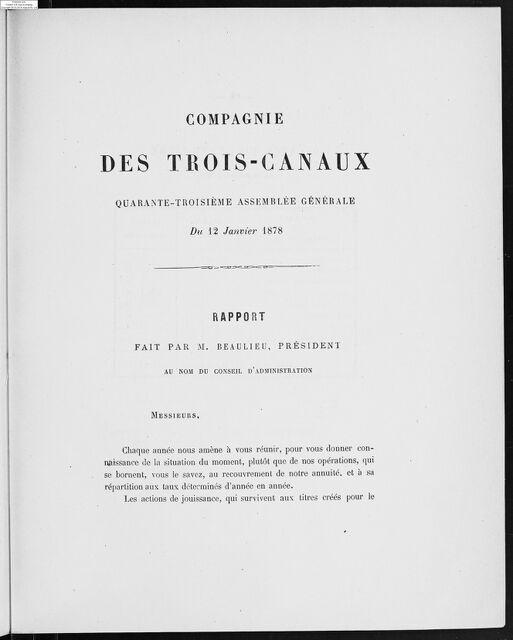 COMPAGNIE
DES TROIS-CANAUX
QUARANTE-TROISIÈME ASSEMBLÉE GÉNÉRALE
Du 12 Janvier 1878
RAPPORT
FAIT PAR M. BEAULIEU, PRÉSIDENT
AU NOM DU CONSEIL D'ADMINISTRATION
MESSIEURS,
Chaque année nous amène à vous réunir, pour vous donner con-
naissance de la situation du moment, plutôt que de nos opérations, qui
se bornent, vous le savez, au recouvrement de notre annuité, et à sa
répartition aux taux déterminés d'année en année.
Les actions de jouissance, qui survivent aux titres créés pour le